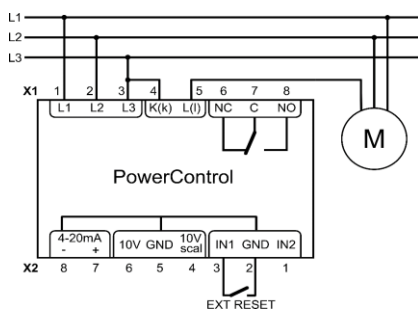 L1
L2
L3
X1 1 2 3 4 5 6 7 8
L1 L2 L3 K(k) L(l) NC C NO
M
PowerControl
4-20mA 10V GND 10V scal IN1 GND IN2
- +
X2 8 7 6 5 4 3 2 1
EXT RESET